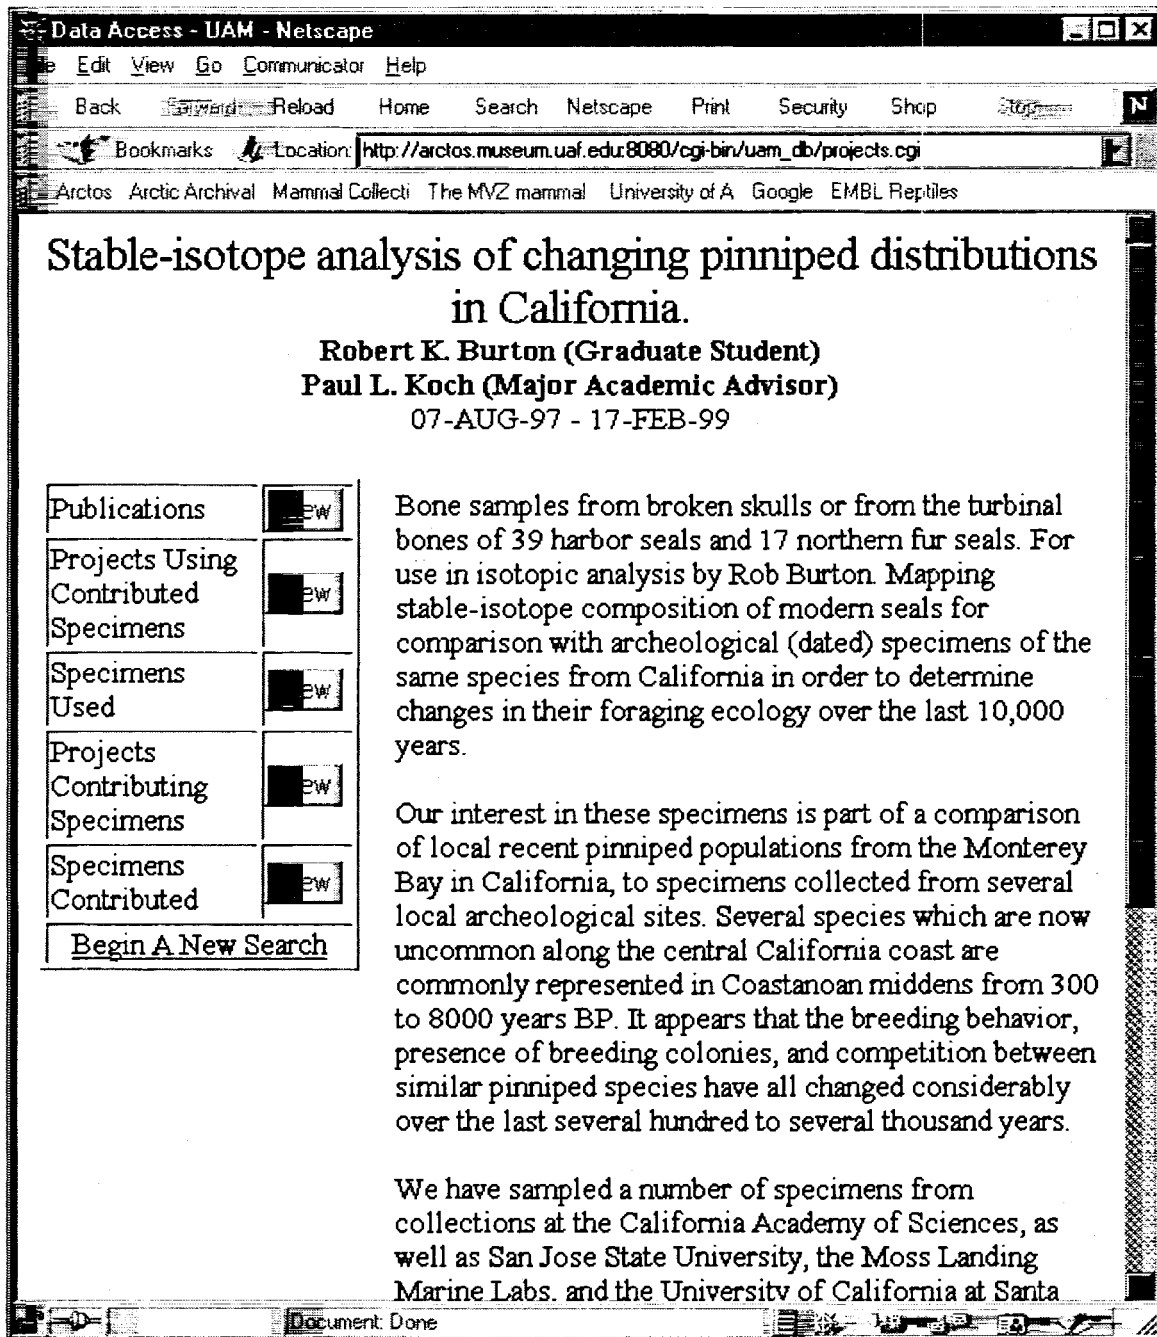 Data Access - UAM - Netscape
Edit View Go Communicator Help
Back Reload Home Search Netscape Print Security Shop
Bookmarks Location: http://arctos.museum.uaf.edu:8080/cgi-bin/uam_db/projects.cgi
Arctos Arctic Archival Mammal Collecti The MVZ mammal University of A Google EMBL Reptiles
Stable-isotope analysis of changing pinniped distributions
in California.
Robert K. Burton (Graduate Student)
Paul L. Koch (Major Academic Advisor)
07-AUG-97 - 17-FEB-99
Publications
Projects Using
Contributed
Specimens
Specimens
Used
Projects
Contributing
Specimens
Specimens
Contributed
Begin A New Search
Bone samples from broken skulls or from the turbinal
bones of 39 harbor seals and 17 northern fur seals. For
use in isotopic analysis by Rob Burton. Mapping
stable-isotope composition of modern seals for
comparison with archeological (dated) specimens of the
same species from California in order to determine
changes in their foraging ecology over the last 10,000
years.
Our interest in these specimens is part of a comparison
of local recent pinniped populations from the Monterey
Bay in California, to specimens collected from several
local archeological sites. Several species which are now
uncommon along the central California coast are
commonly represented in Coastanoan middens from 300
to 8000 years BP. It appears that the breeding behavior,
presence of breeding colonies, and competition between
similar pinniped species have all changed considerably
over the last several hundred to several thousand years.
We have sampled a number of specimens from
collections at the California Academy of Sciences, as
well as San Jose State University, the Moss Landing
Marine Labs, and the University of California at Santa
Document: Done